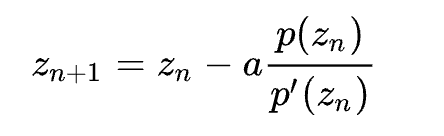 z_{n+1} = z_n - a \frac{p(z_n)}{p'(z_n)}